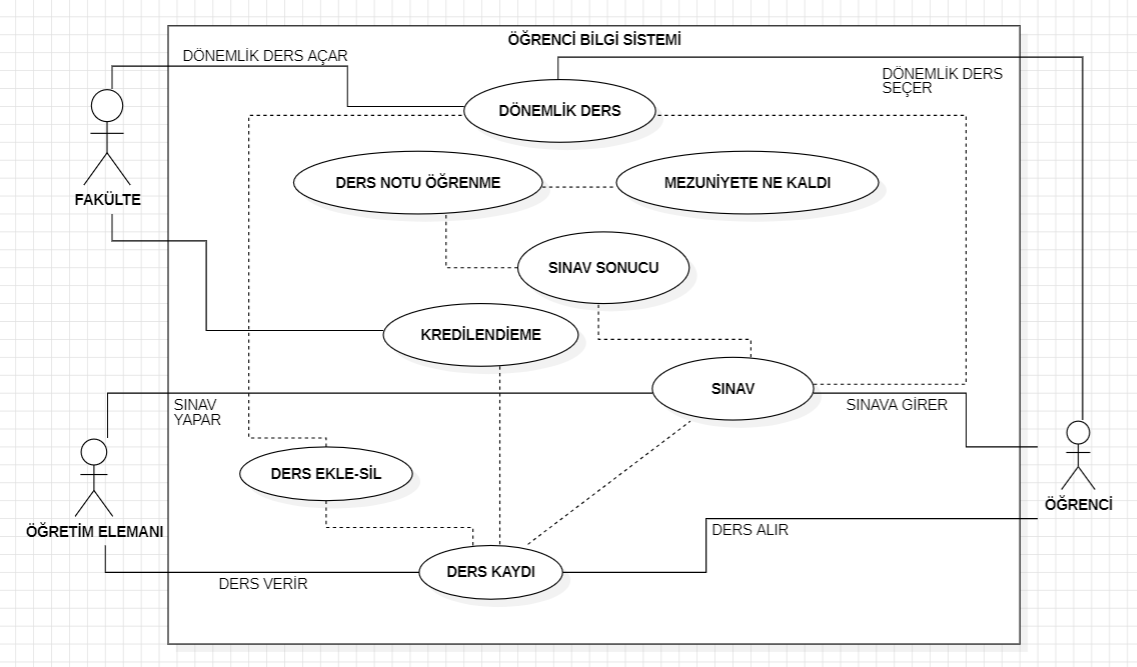 ÖĞRENCİ BİLGİ SİSTEMİ
DÖNEMLİK DERS AÇAR
DÖNEMLİK DERS
SEÇER
DÖNEMLİK DERS
DERS NOTU ÖĞRENME
MEZUNİYETE NE KALDI
FAKÜLTE
SINAV SONUCU
KREDİLENDİEME
SINAV
SINAV
YAPAR
SINAVA GİRER
DERS EKLE-SİL
ÖĞRENCİ
ÖĞRETİM ELEMANI
DERS ALIR
DERS KAYDI
DERS VERİR